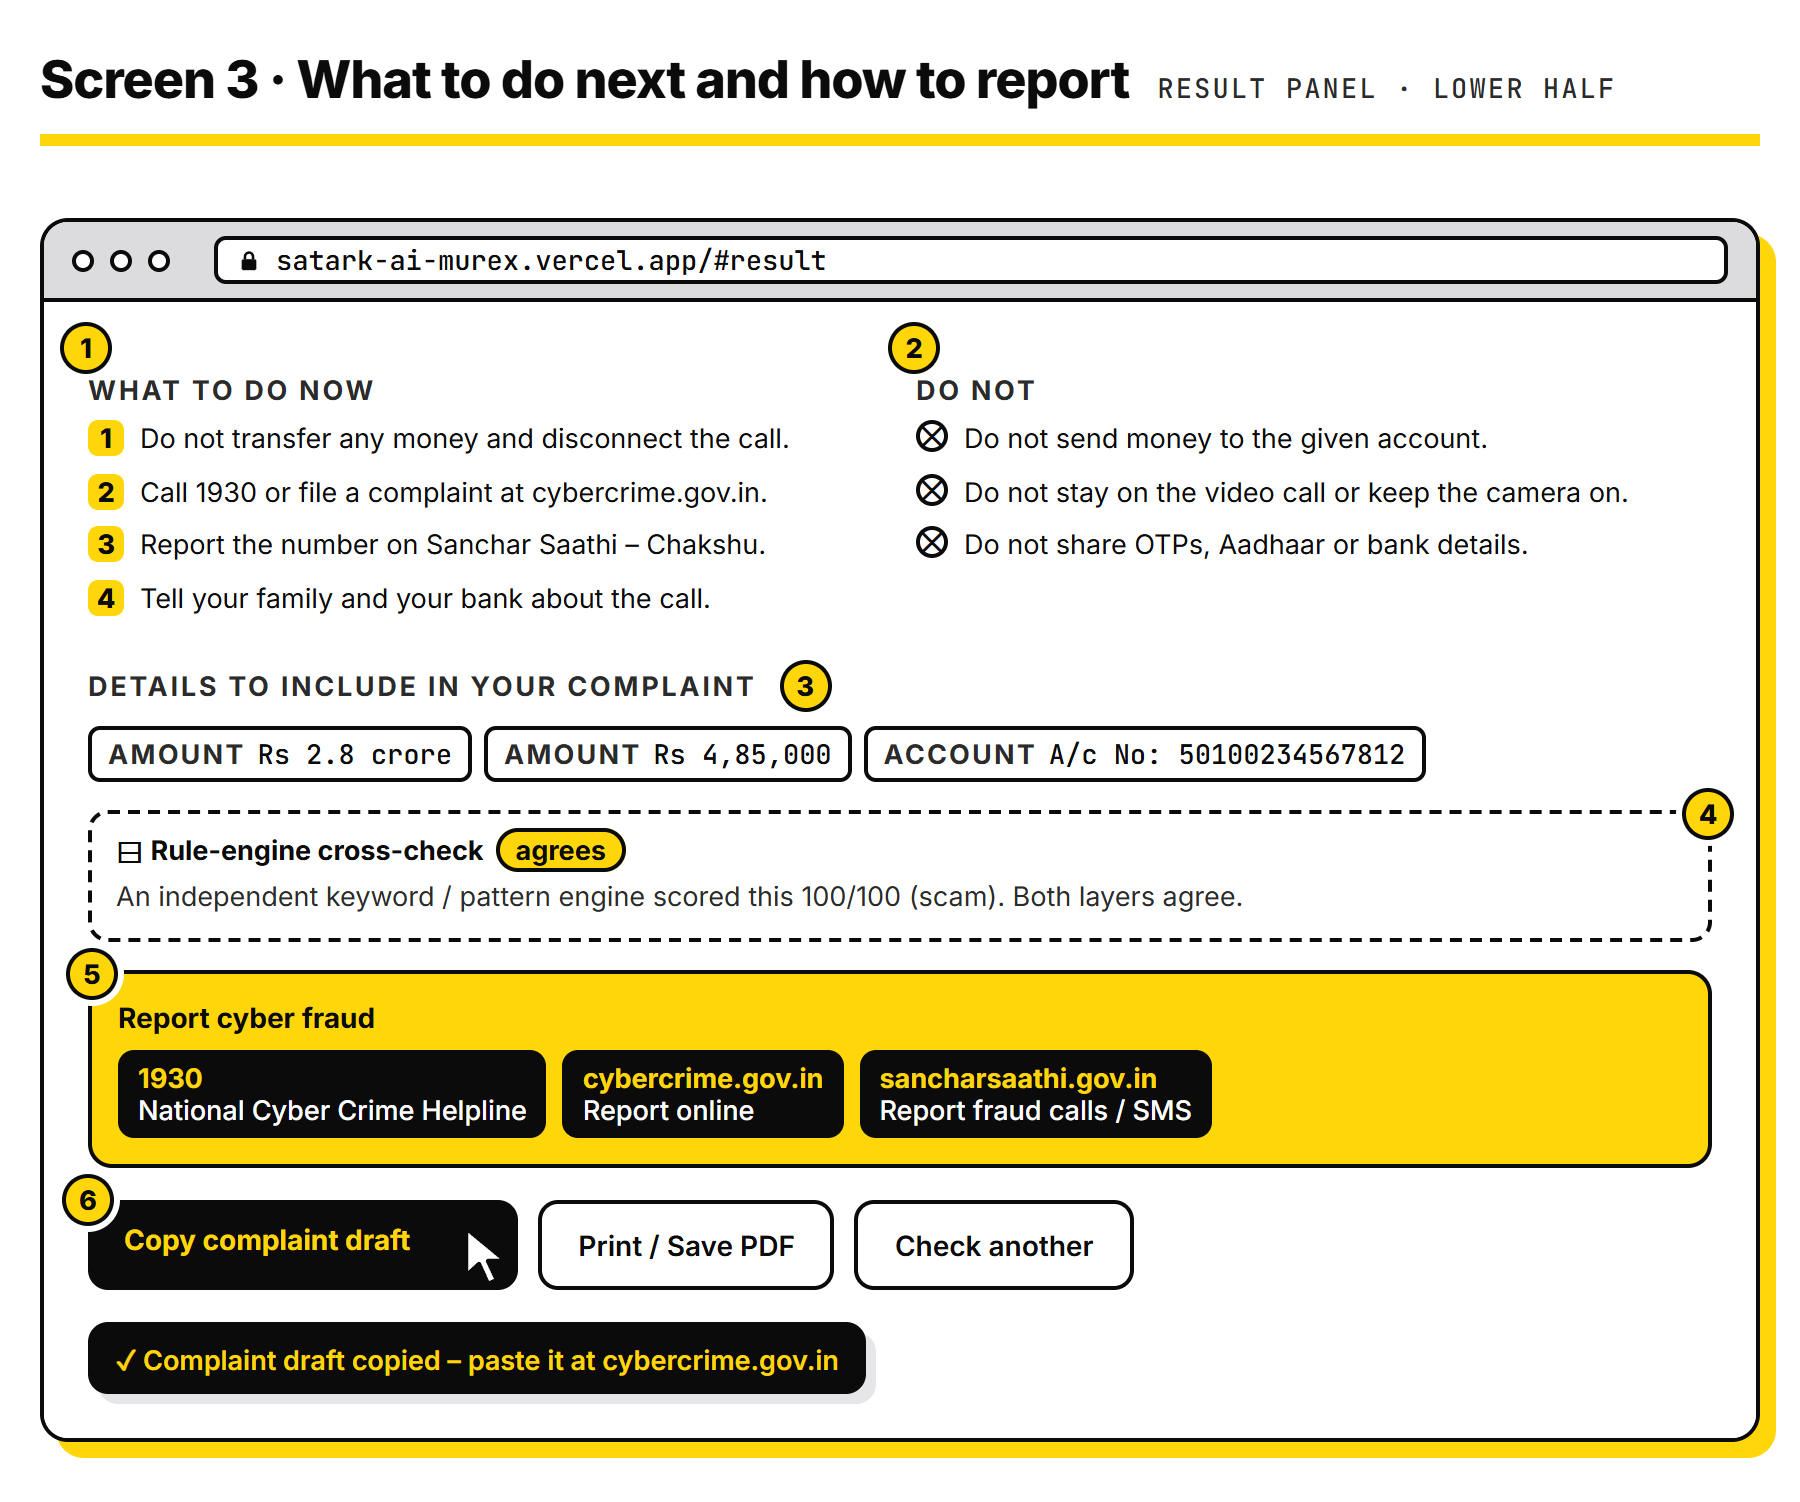 Screen 3 · What to do next and how to report RESULT PANEL · LOWER HALF
satark-ai-murex.vercel.app/#result
1
WHAT TO DO NOW
1 Do not transfer any money and disconnect the call.
2 Call 1930 or file a complaint at cybercrime.gov.in.
3 Report the number on Sanchar Saathi – Chakshu.
4 Tell your family and your bank about the call.
2
DO NOT
Do not send money to the given account.
Do not stay on the video call or keep the camera on.
Do not share OTPs, Aadhaar or bank details.
DETAILS TO INCLUDE IN YOUR COMPLAINT 3
AMOUNT Rs 2.8 crore
AMOUNT Rs 4,85,000
ACCOUNT A/c No: 50100234567812
4
Rule-engine cross-check agrees
An independent keyword / pattern engine scored this 100/100 (scam). Both layers agree.
5
Report cyber fraud
1930
National Cyber Crime Helpline
cybercrime.gov.in
Report online
sancharsaathi.gov.in
Report fraud calls / SMS
6
Copy complaint draft
Print / Save PDF
Check another
✓ Complaint draft copied – paste it at cybercrime.gov.in